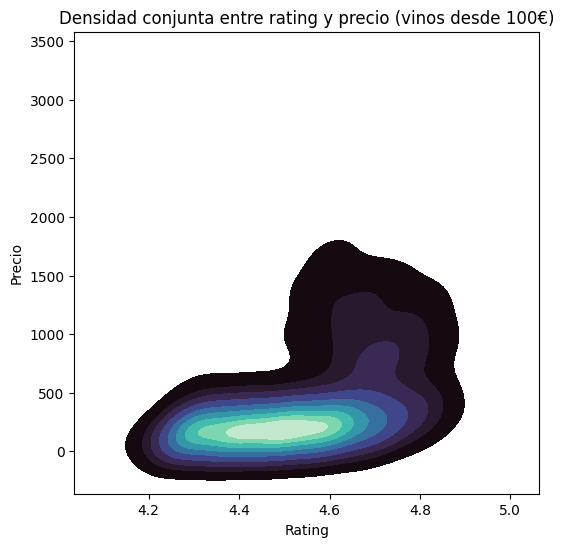 Densidad conjunta entre rating y precio (vinos desde 100€)
3500
3000
2500
2000
1500
1000
500
0
Precio
4.2 4.4 4.6 4.8 5.0
Rating